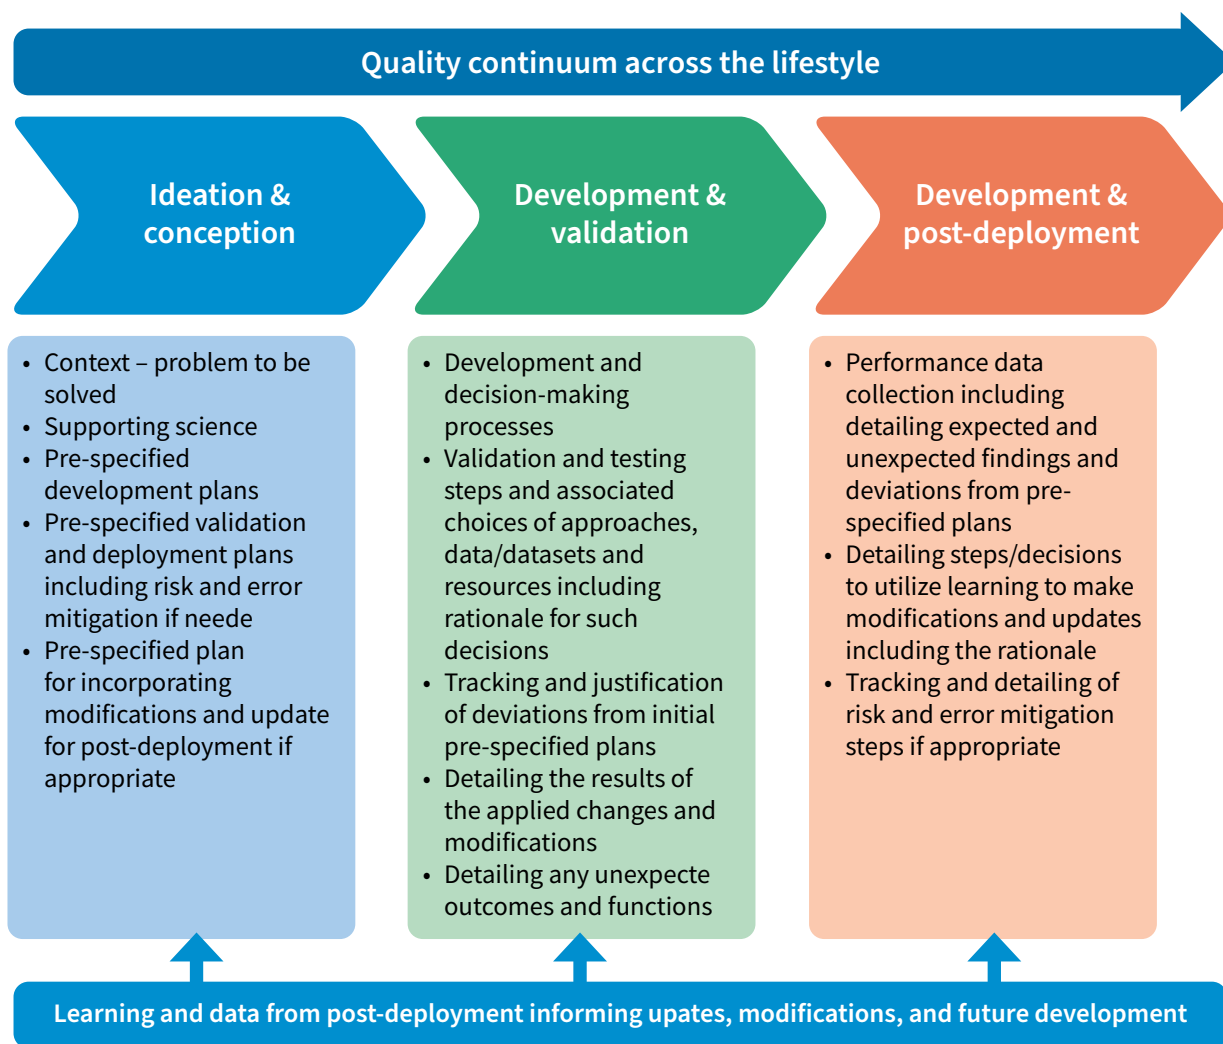 Quality continuum across the lifestyle
Ideation &
conception
• Context – problem to be
solved
• Supporting science
• Pre-specified
development plans
• Pre-specified validation
and deployment plans
including risk and error
mitigation if neede
• Pre-specified plan
for incorporating
modifications and update
for post-deployment if
appropriate
Development &
validation
• Development and
decision-making
processes
• Validation and testing
steps and associated
choices of approaches,
data/datasets and
resources including
rationale for such
decisions
• Tracking and justification
of deviations from initial
pre-specified plans
• Detailing the results of
the applied changes and
modifications
• Detailing any unexpecte
outcomes and functions
Development &
post-deployment
• Performance data
collection including
detailing expected and
unexpected findings and
deviations from pre-
specified plans
• Detailing steps/decisions
to utilize learning to make
modifications and updates
including the rationale
• Tracking and detailing of
risk and error mitigation
steps if appropriate
Learning and data from post-deployment informing upates, modifications, and future development